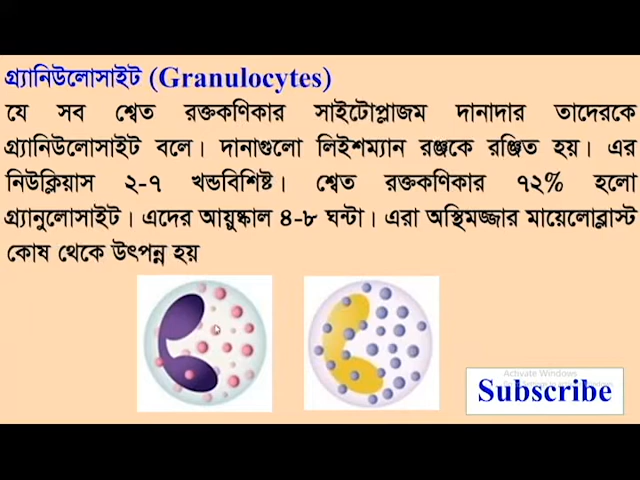 গ্র্যানিউলোসাইট (Granulocytes)
যে সব শ্বেত রক্তকণিকার সাইটোপ্লাজম দানাদার তাদেরকে
গ্র্যানিউলোসাইট বলে। দানাগুলো লিইশম্যান রঞ্জকে রঞ্জিত হয়। এর
নিউক্লিয়াস ২-৭ খন্ডবিশিষ্ট। শ্বেত রক্তকণিকার ৭২% হলো
গ্র্যানুলোসাইট। এদের আয়ুষ্কাল ৪-৮ ঘন্টা। এরা অস্থিমজ্জার মায়েলোব্লাস্ট
কোষ থেকে উৎপন্ন হয়
Activate Windows
Subscribe